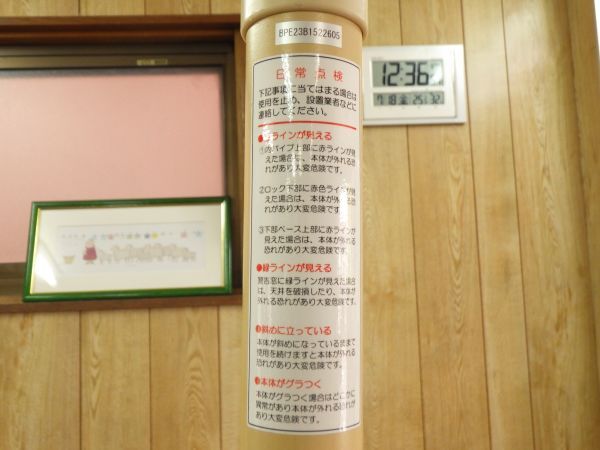 BPE23B1522605
日常点検
下記事項に当てはまる場合は
使用を止め、設置業者などに
連絡してください。
●赤ラインが見える
①内パイプ上部に赤ラインが見
えた場合は、本体が外れる恐
れがあり大変危険です。
②ロック下部に赤色ラインが見
えた場合は、本体が外れる恐
れがあり大変危険です。
③下部ベース上部に赤ラインが
見えた場合は、本体が外れる
恐れがあり大変危険です。
●緑ラインが見える
警告窓に緑ラインが見えた場合
は、天井を破損したり、本体が
外れる恐れがあり大変危険です。
●斜めに立っている
本体が斜めになっている状態で
使用を続けますと本体が外れる
恐れがあり大変危険です。
●本体がグラつく
本体がグラつく場合はどこかに
異常があり本体が外れる恐れが
あり大変危険です。
12:36
7 18 金 25 32